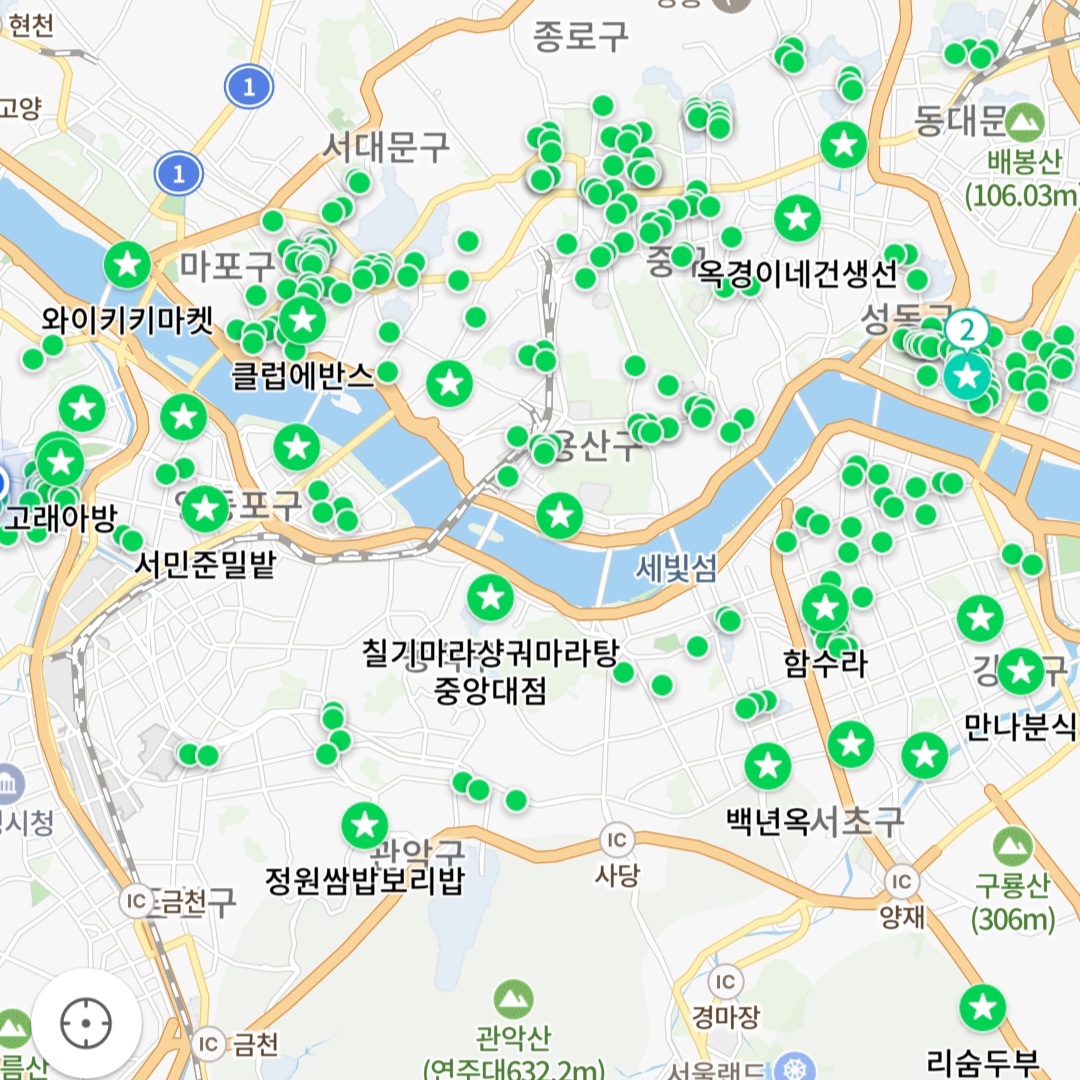 현천
종로구
1
고양
서대문구
동대문
배봉산
(106.03m)
1
마포구
중구
옥경이네건생선
와이키키마켓
성동구
2
클럽에반스
용산구
고래아방
영등포구
서민준밀밭
세빛섬
칠기마라샹궈마라탕
중앙대점
함수라
만나분식
백년옥
서초구
관악구
정원쌈밥보리밥
IC
사당
IC
양재
구룡산
(306m)
IC
금천
시청
IC
경마장
관악산
(연주대632.2m)
IC
금천
름산
서울랜드
리숨두부